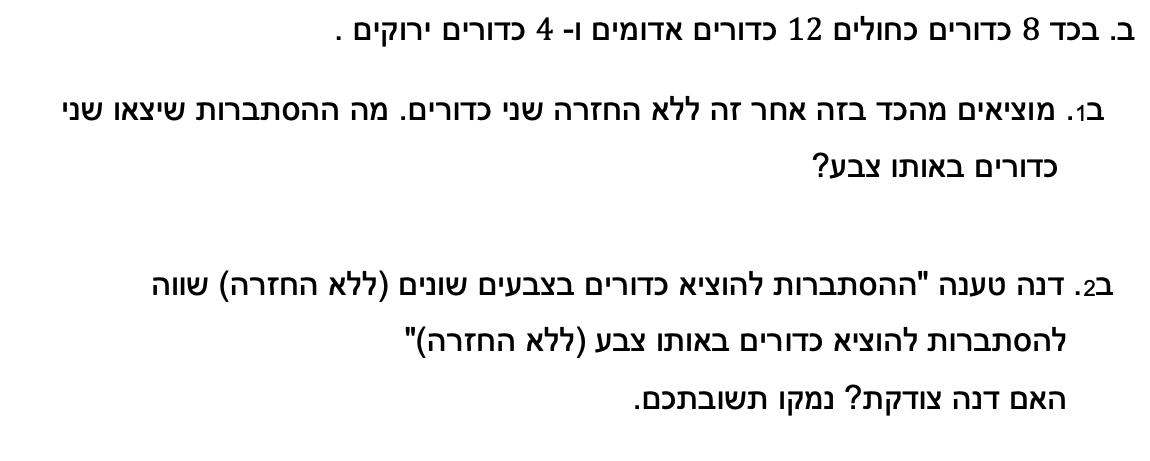 ב. בכד 8 כדורים כחולים 12 כדורים אדומים ו- 4 כדורים ירוקים .
ב1. מוציאים מהכד בזה אחר זה ללא החזרה שני כדורים. מה ההסתברות שיצאו שני
כדורים באותו צבע?
ב2. דנה טענה "ההסתברות להוציא כדורים בצבעים שונים (ללא החזרה) שווה
להסתברות להוציא כדורים באותו צבע (ללא החזרה)"
האם דנה צודקת? נמקו תשובתכם.